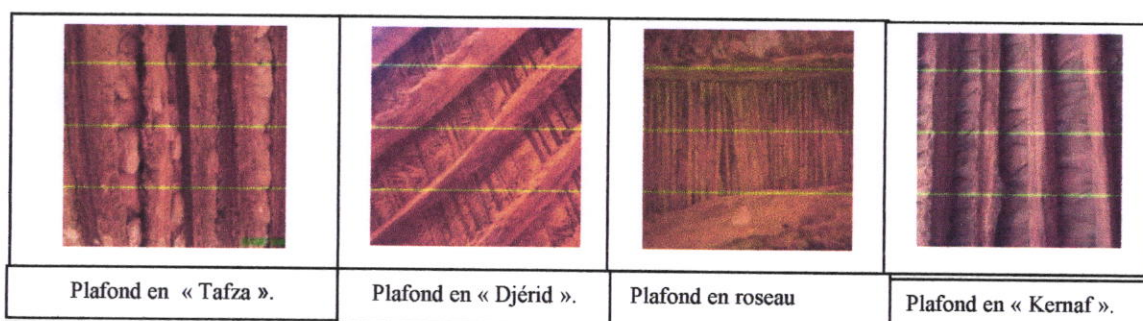 Plafond en « Tafza ».
Plafond en « Djérid ».
Plafond en roseau
Plafond en « Kernaf ».